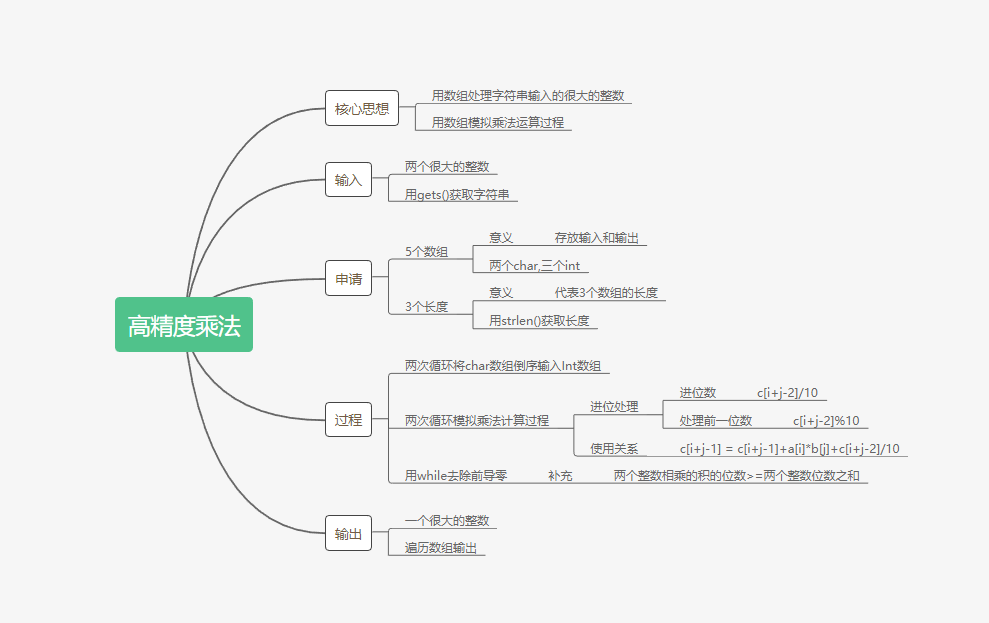 高精度乘法
核心思想
用数组处理字符串输入的很大的整数
用数组模拟乘法运算过程
输入
两个很大的整数
用gets()获取字符串
申请
5个数组
意义 存放输入和输出
两个char,三个int
3个长度
意义 代表3个数组的长度
用strlen()获取长度
过程
两次循环将char数组倒序输入Int数组
两次循环模拟乘法计算过程
进位处理
进位数 c[i+j-2]/10
处理前一位数 c[i+j-2]%10
使用关系 c[i+j-1] = c[i+j-1]+a[i]*b[j]+c[i+j-2]/10
用while去除前导零 补充 两个整数相乘的积的位数>=两个整数位数之和
输出
一个很大的整数
遍历数组输出